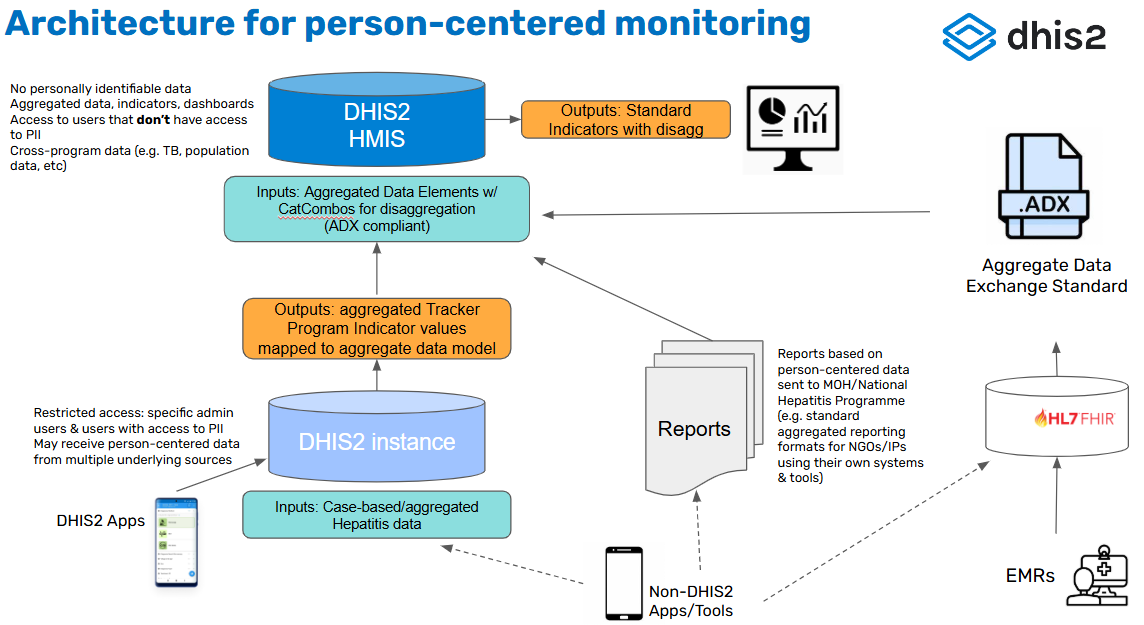 Architecture for person-centered monitoring
dhis2
No personally identifiable data
Aggregated data, indicators, dashboards
Access to users that don't have access
to PII
Cross-program data (e.g. TB, population
data, etc)
DHIS2
HMIS
Outputs: Standard
Indicators with disagg
Inputs: Aggregated Data Elements w/
CatCombos for disaggregation
(ADX compliant)
.ADX
Aggregate Data
Exchange Standard
Outputs: aggregated Tracker
Program Indicator values
mapped to aggregate data model
Reports
Reports based on
person-centered data
sent to MOH/National
Hepatitis Programme
(e.g. standard
aggregated reporting
formats for NGOs/IPs
using their own systems
& tools)
HL7 FHIR
Restricted access: specific admin
users & users with access to PII
May receive person-centered data
from multiple underlying sources
DHIS2 instance
Inputs: Case-based/aggregated
Hepatitis data
DHIS2 Apps
Non-DHIS2
Apps/Tools
EMRs